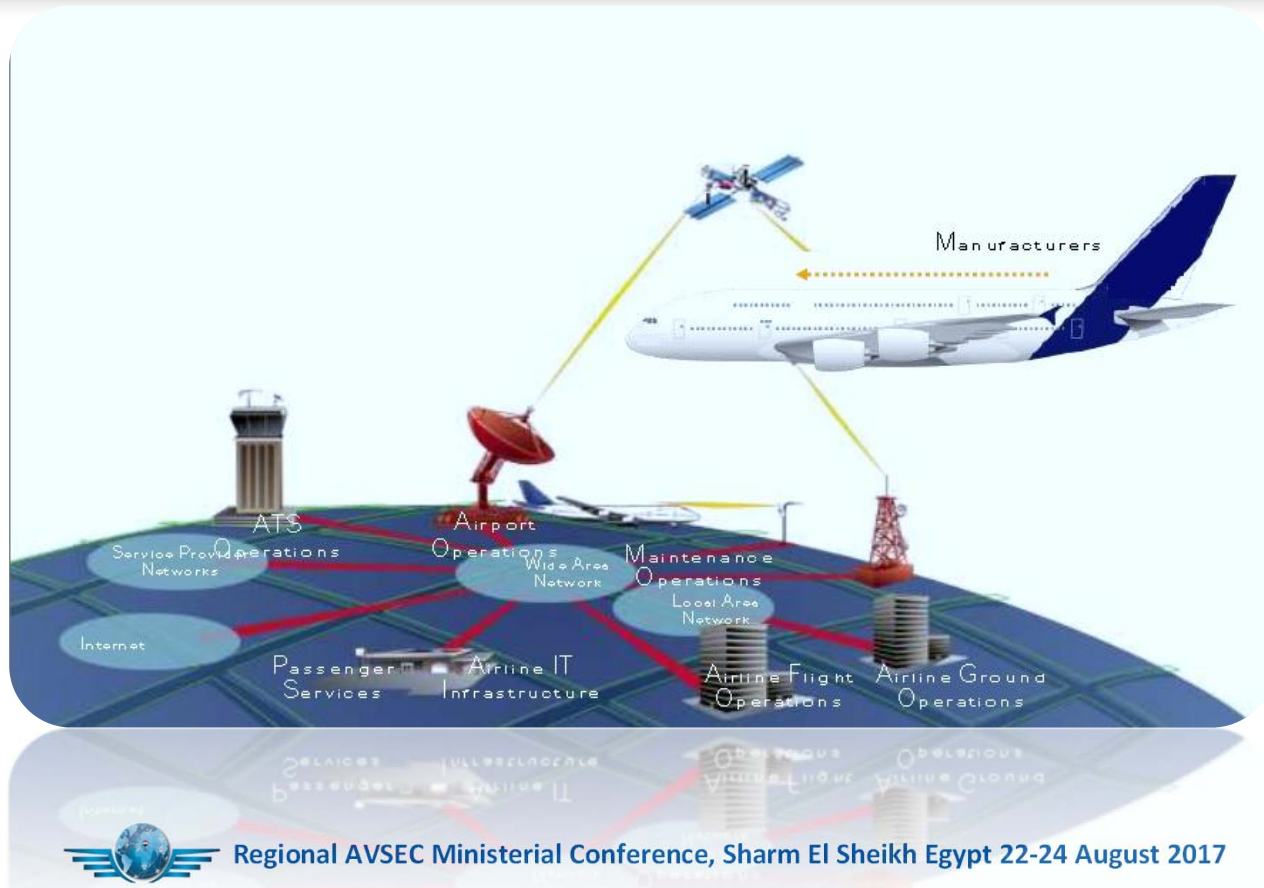 Manufacturers
ATS
Operations
Airport
Operations
Service Provider
Networks
Wide Area
Network
Maintenance
Operations
Local Area
Network
Internet
Passenger
Services
Airline IT
Infrastructure
Airline Flight
Operations
Airline Ground
Operations
Regional AVSEC Ministerial Conference, Sharm El Sheikh Egypt 22-24 August 2017